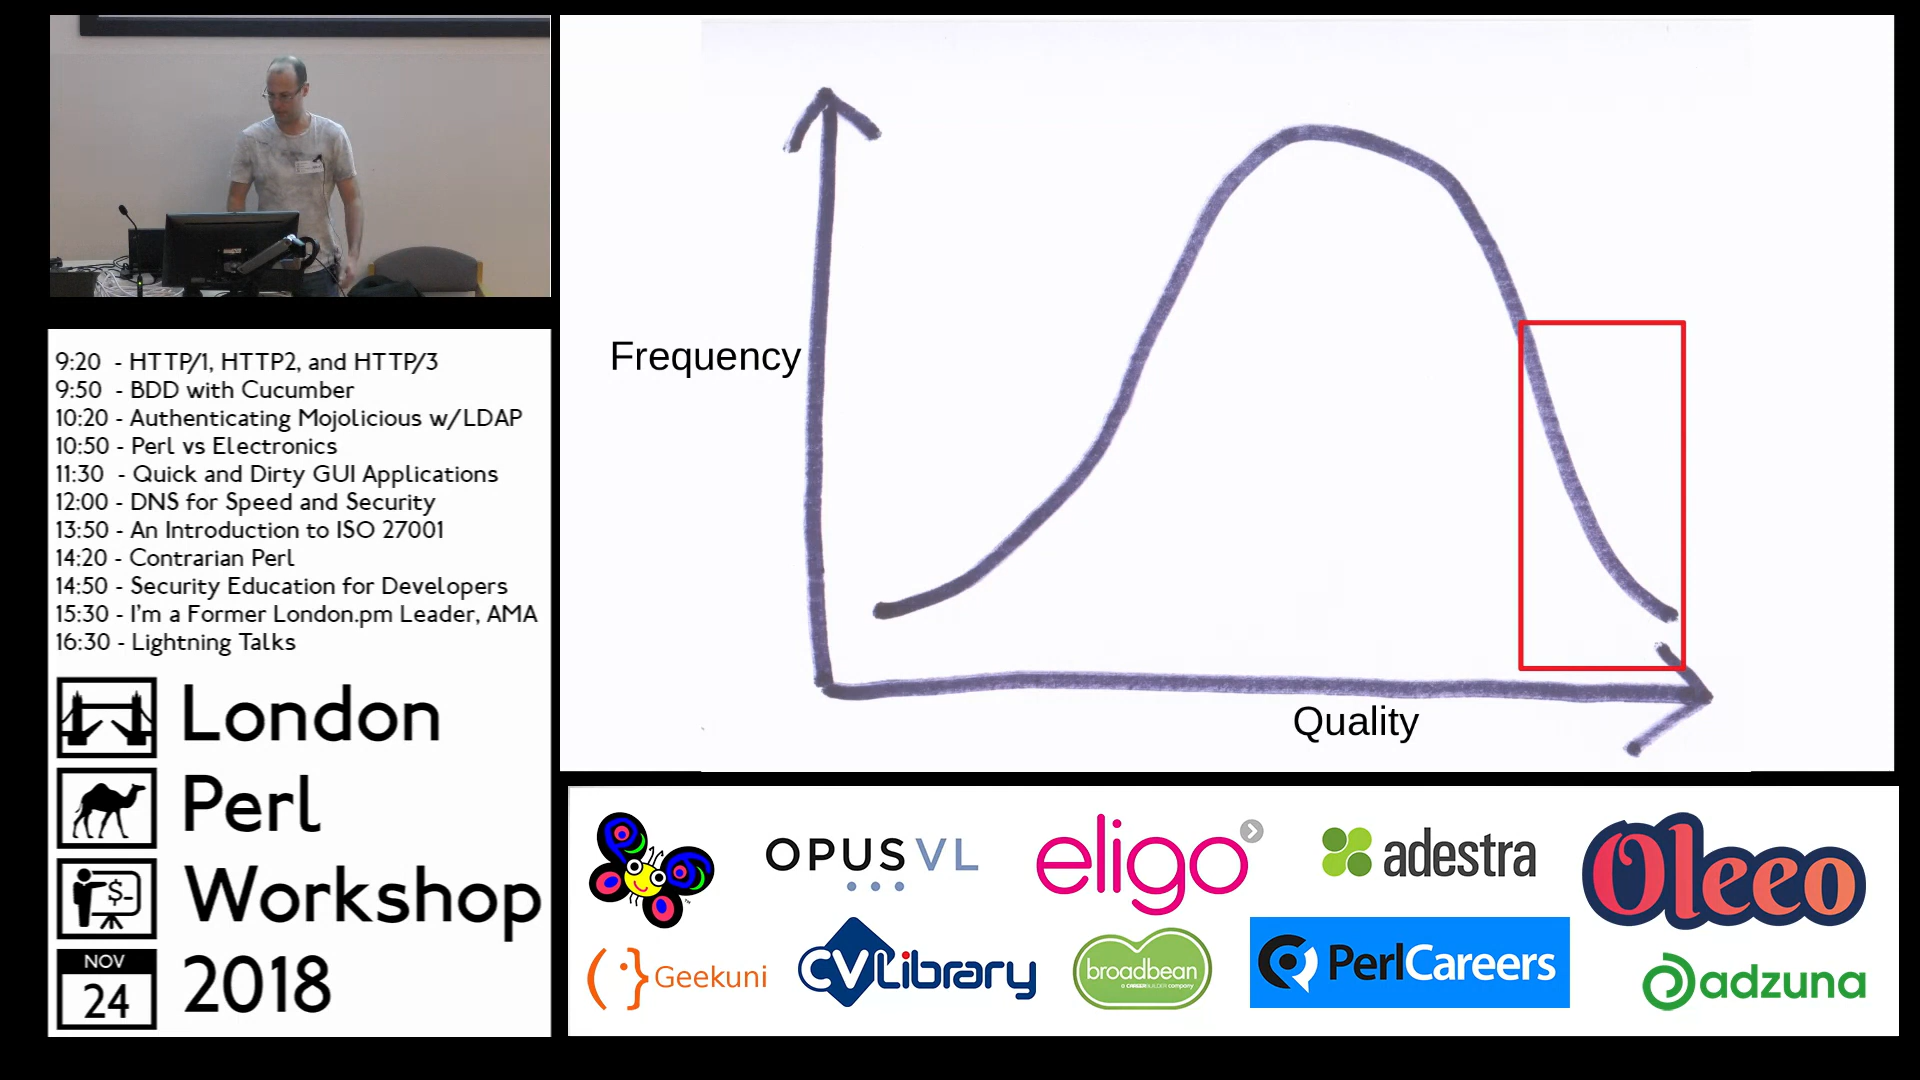 9:20 - HTTP/1, HTTP2, and HTTP/3
9:50 - BDD with Cucumber
10:20 - Authenticating Mojolicious w/LDAP
10:50 - Perl vs Electronics
11:30 - Quick and Dirty GUI Applications
12:00 - DNS for Speed and Security
13:50 - An Introduction to ISO 27001
14:20 - Contrarian Perl
14:50 - Security Education for Developers
15:30 - I'm a Former London.pm Leader, AMA
16:30 - Lightning Talks
London
Perl
$-
Workshop
NOV
24
2018
Frequency
Quality
OPUS VL
eligo
adestra
Oleeo
Geekuni
CVLibrary
broadbean
a CAREERBUILDER company
PerlCareers
adzuna